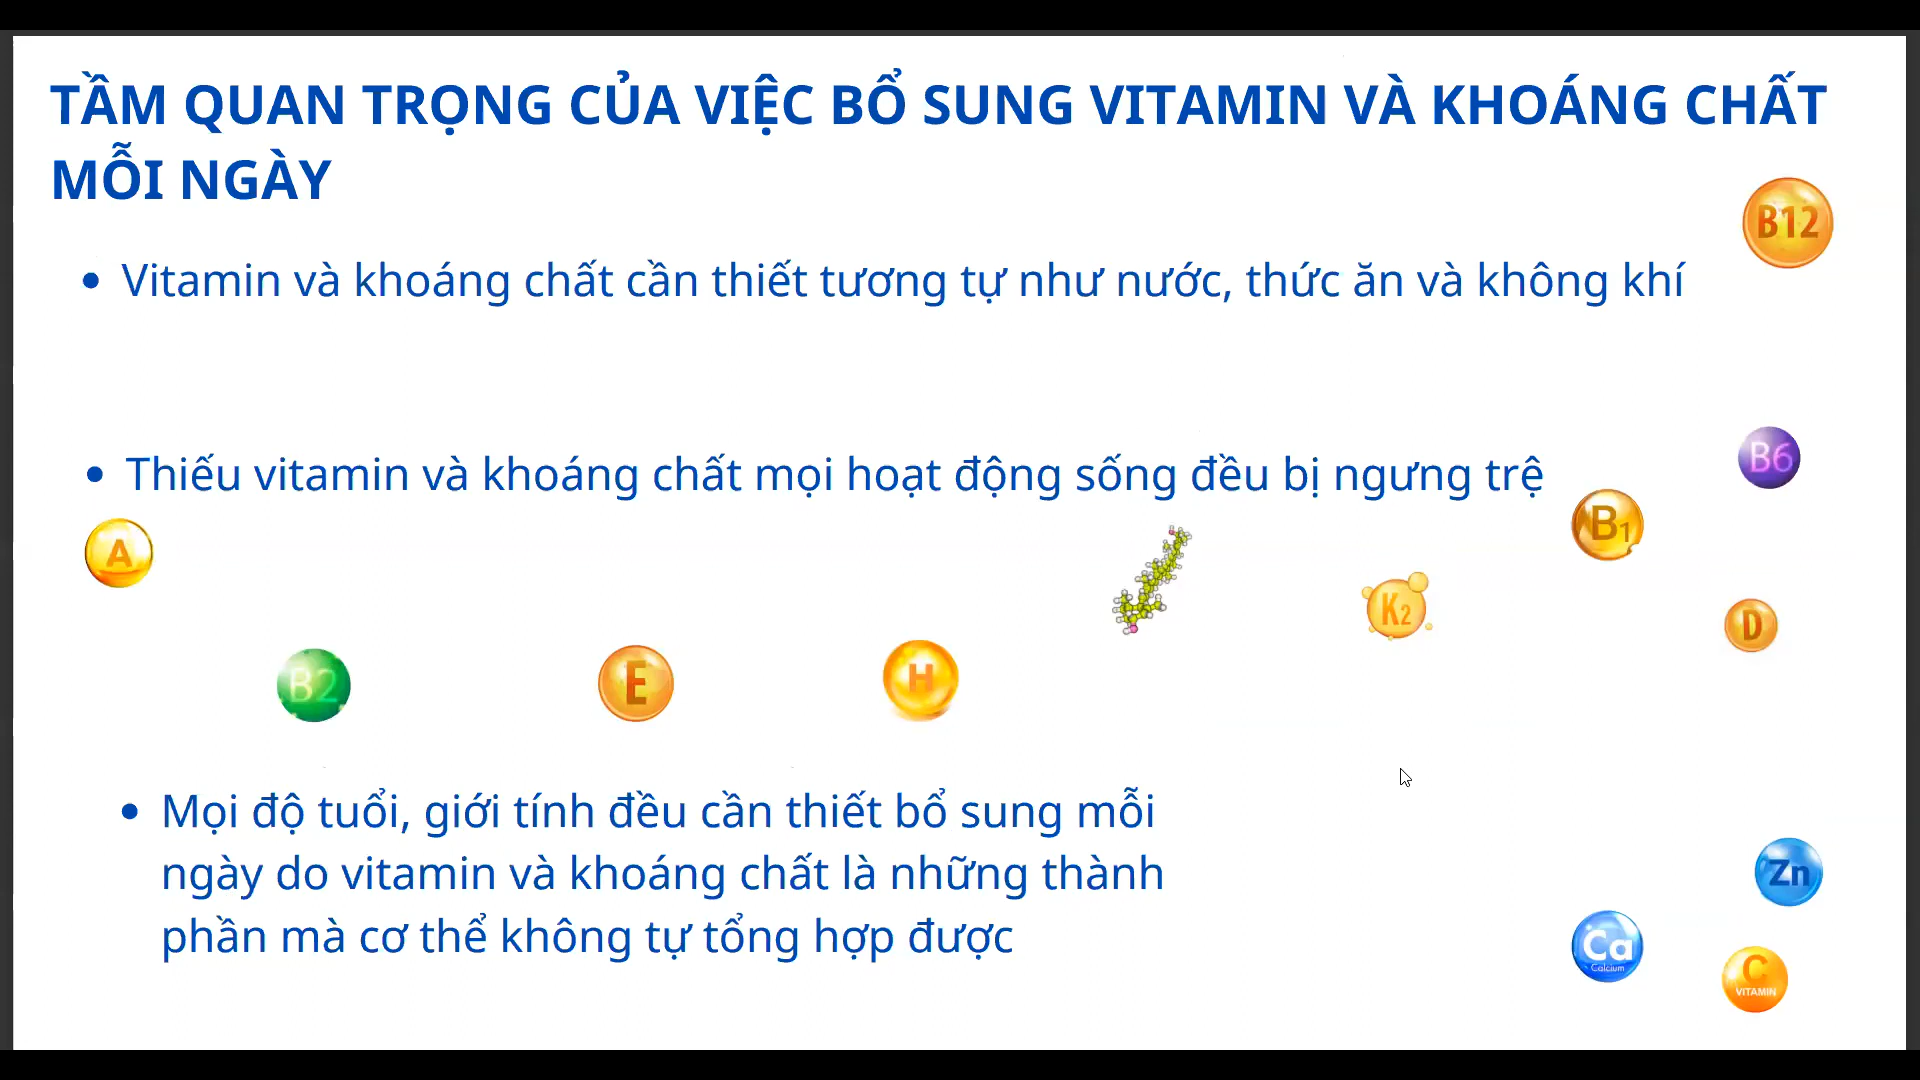 TẦM QUAN TRỌNG CỦA VIỆC BỔ SUNG VITAMIN VÀ KHOÁNG CHẤT
MỖI NGÀY
B12
• Vitamin và khoáng chất cần thiết tương tự như nước, thức ăn và không khí
B6
• Thiếu vitamin và khoáng chất mọi hoạt động sống đều bị ngưng trệ
B1
A
K2
D
B2
E
H
• Mọi độ tuổi, giới tính đều cần thiết bổ sung mỗi
ngày do vitamin và khoáng chất là những thành
phần mà cơ thể không tự tổng hợp được
Zn
Ca
Calcium
C
VITAMIN